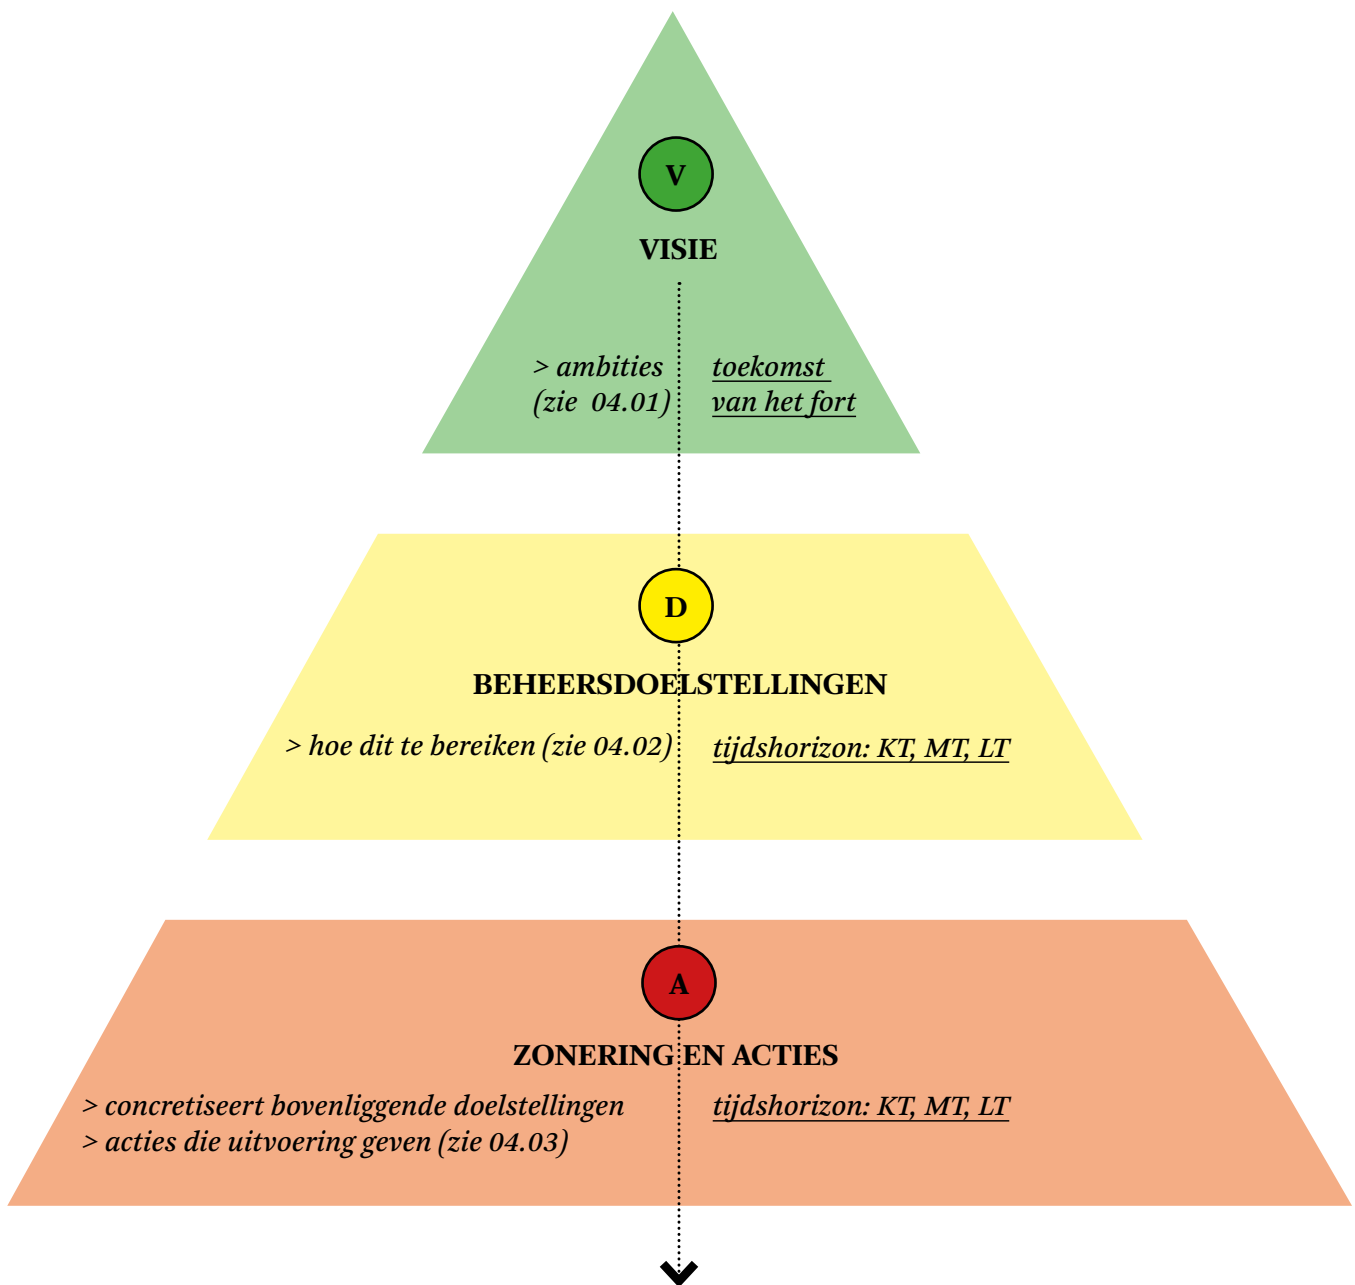 V
VISIE
> ambities
(zie 04.01)
toekomst
van het fort
D
BEHEERSDOELSTELLINGEN
> hoe dit te bereiken (zie 04.02)
tijdshorizon: KT, MT, LT
A
ZONERING EN ACTIES
> concretiseert bovenliggende doelstellingen
> acties die uitvoering geven (zie 04.03)
tijdshorizon: KT, MT, LT